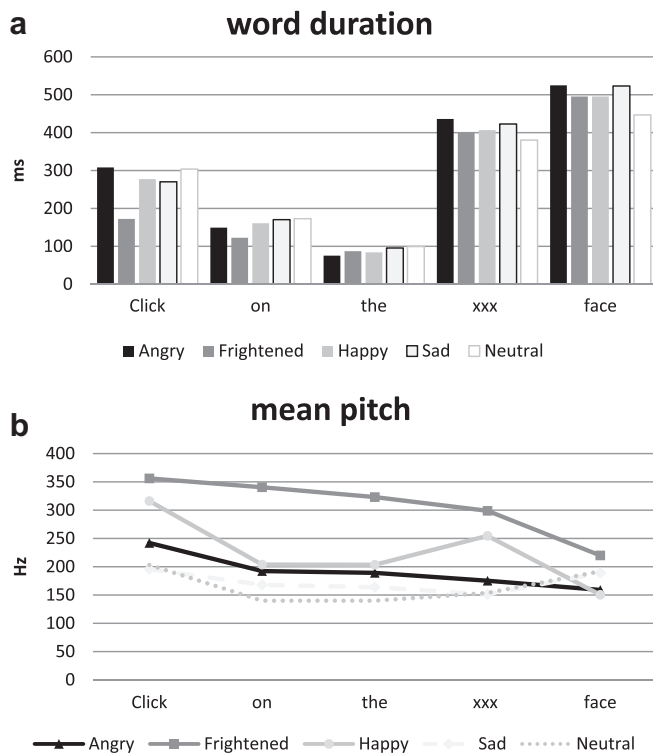 a
word duration
600
500
400
300
200
100
0
ms
Click on the xxx face
Angry Frightened Happy Sad Neutral
b
mean pitch
400
350
300
250
200
150
100
50
0
Hz
Click on the xxx face
Angry Frightened Happy Sad Neutral